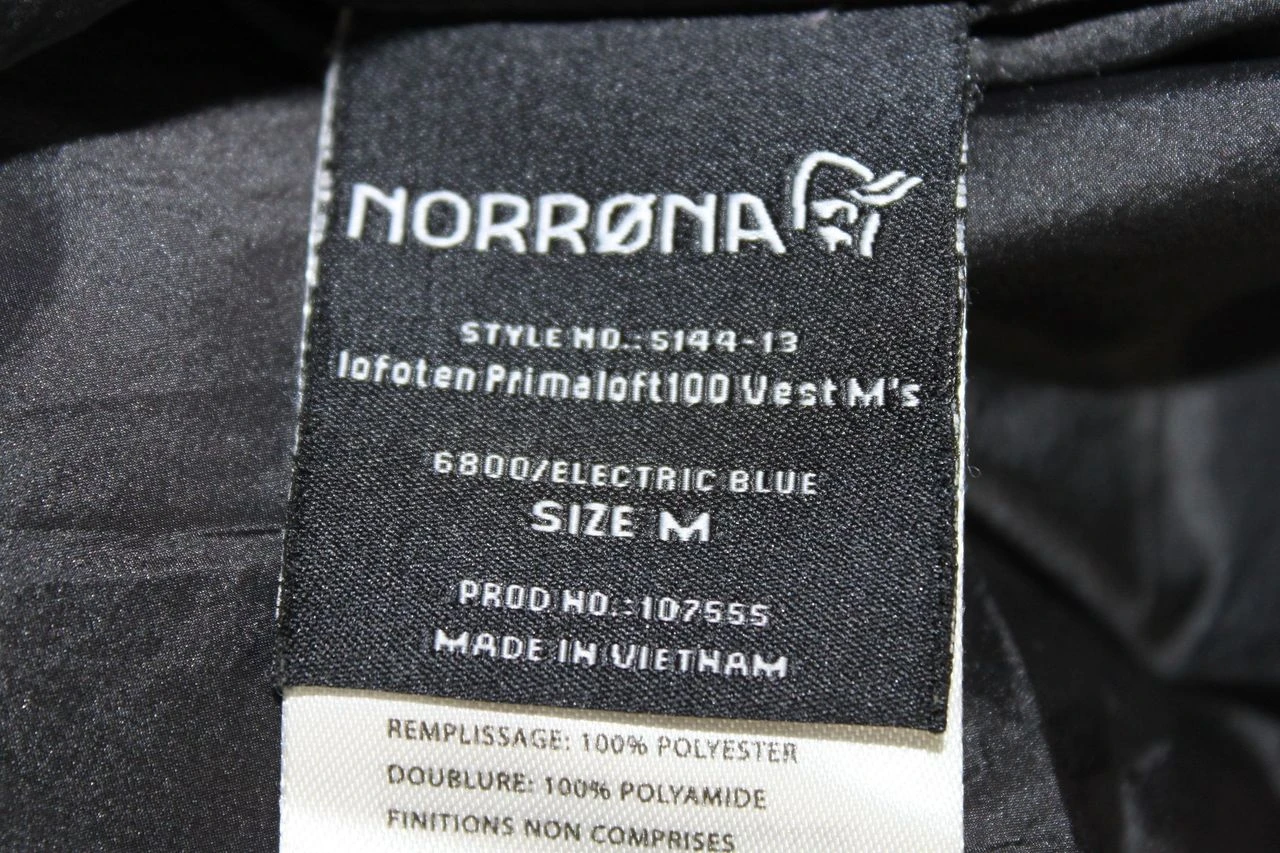 NORRØNA
STYLE NO.: 5144-13
lofoten Primaloft100 Vest M's
6800/ELECTRIC BLUE
SIZE M
PROD NO.:107555
MADE IN VIETNAM
REMPLISSAGE: 100% POLYESTER
DOUBLURE: 100% POLYAMIDE
FINITIONS NON COMPRISES